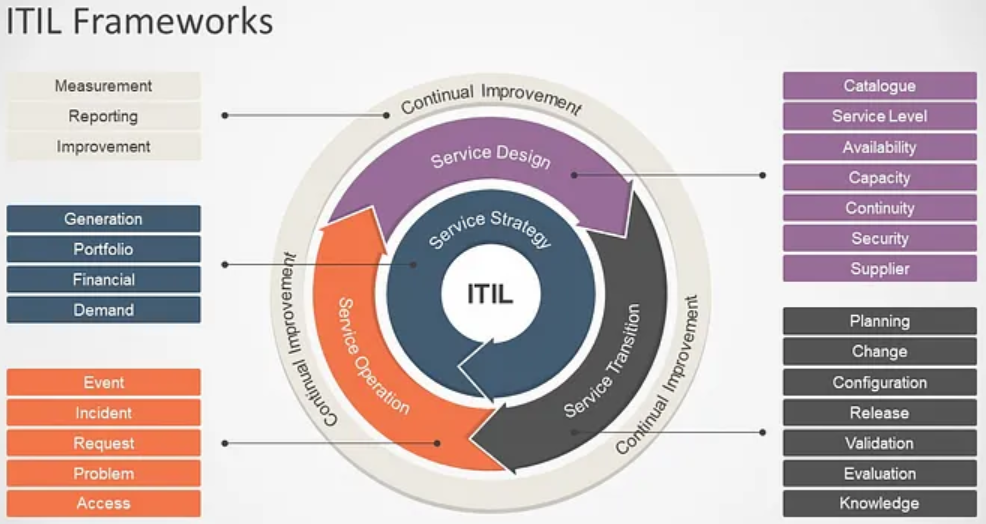 ITIL Frameworks
Measurement
Reporting
Improvement
Generation
Portfolio
Financial
Demand
Event
Incident
Request
Problem
Access
Continual Improvement
Service Design
Service Strategy
ITIL
Continual Improvement
Service Operation
Service Transition
Continual Improvement
Catalogue
Service Level
Availability
Capacity
Continuity
Security
Supplier
Planning
Change
Configuration
Release
Validation
Evaluation
Knowledge